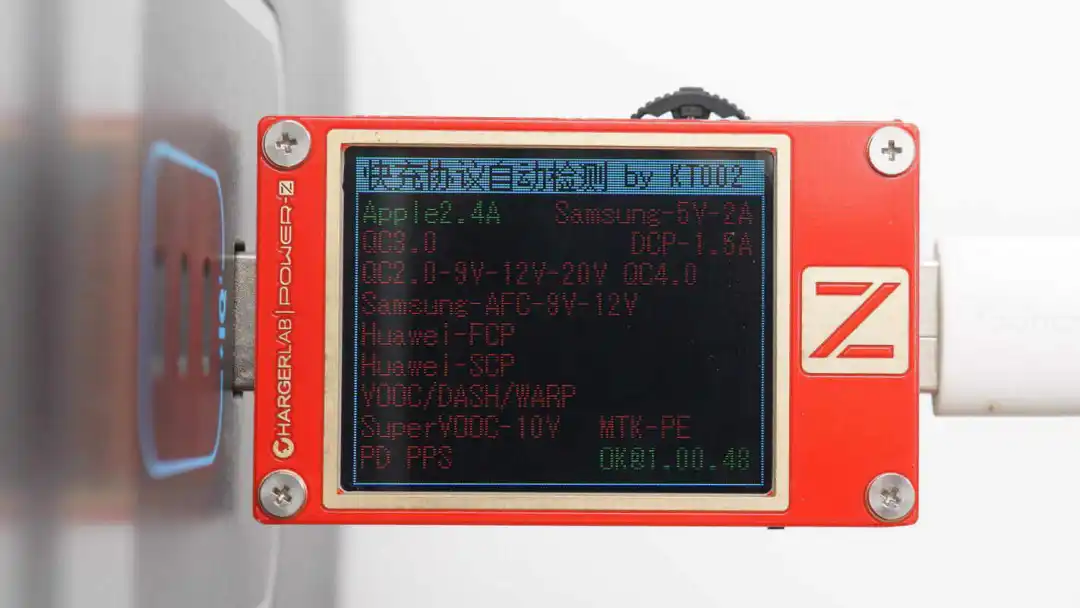 快充协议自动检测 by KT002
Apple2.4A Samsung-5V-2A
QC3.0 DCP-1.5A
QC2.0-9V-12V-20V QC4.0
Samsung-AFC-9V-12V
Huawei-FCP
Huawei-SCP
VOOC/DASH/WARP
SuperVOOC-10V MTK-PE
PD PPS OK@1.00.48
CHARGERLAB | POWER-Z
Z